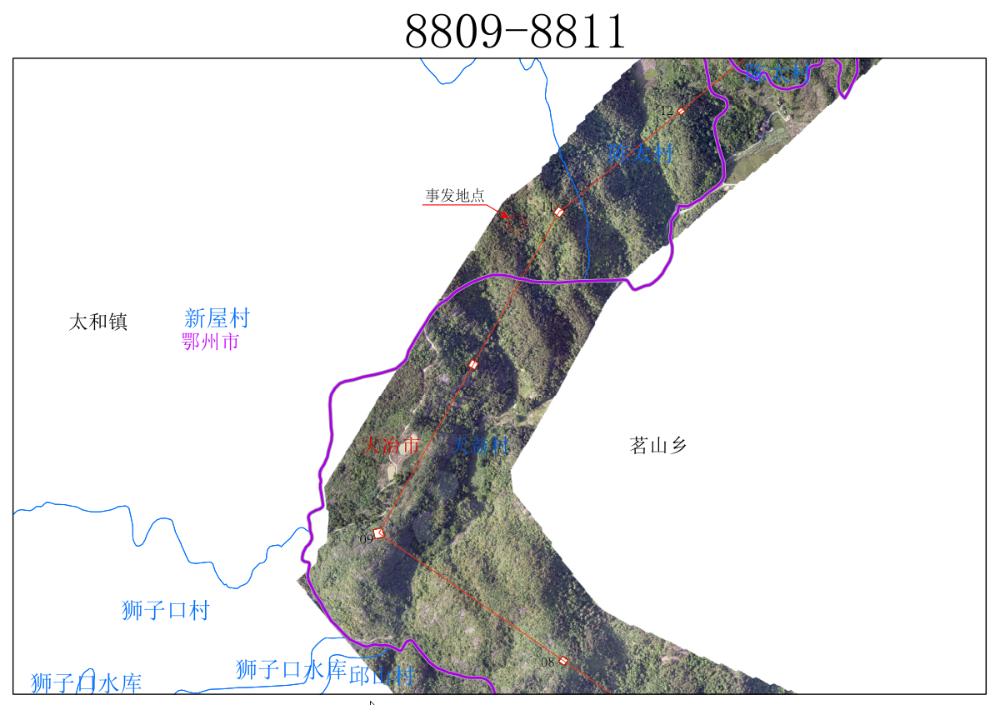 8809-8811
陈太村
12
陈太村
事发地点
11
新屋村
太和镇
鄂州市
10
大冶市
天益村
茗山乡
09
狮子口村
08
狮子口水库
邱山村
狮子口水库